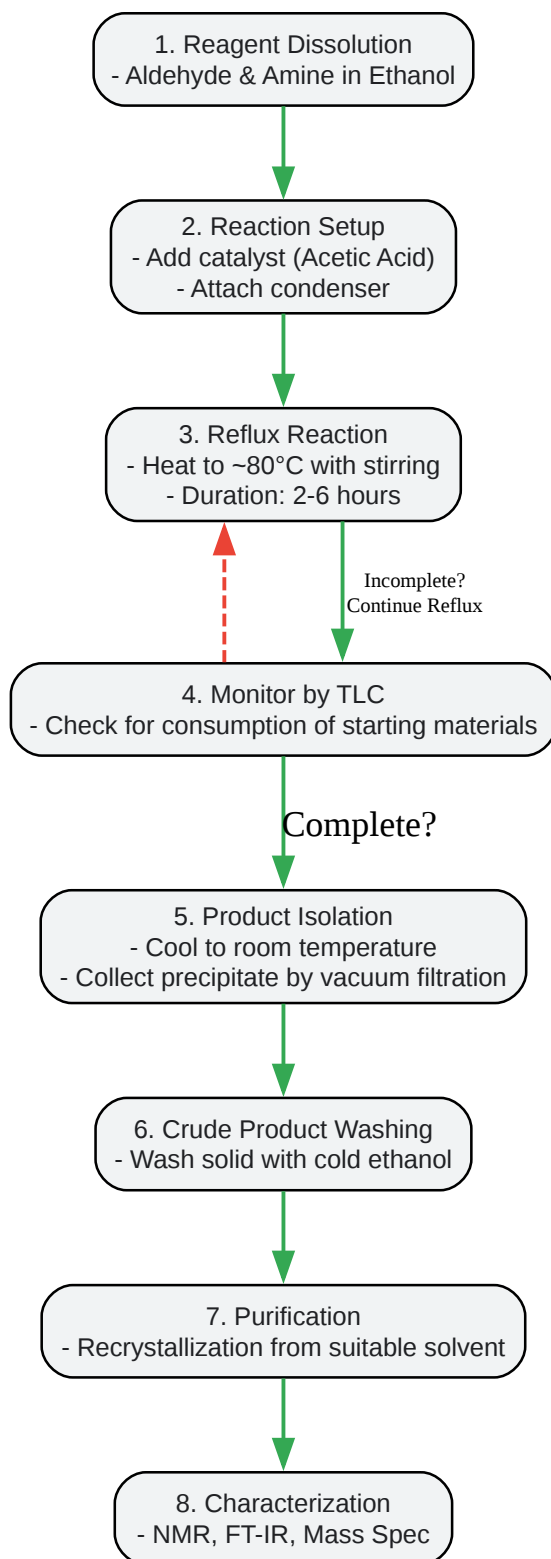 1. Reagent Dissolution
- Aldehyde & Amine in Ethanol
2. Reaction Setup
- Add catalyst (Acetic Acid)
- Attach condenser
3. Reflux Reaction
- Heat to ~80°C with stirring
- Duration: 2-6 hours
Incomplete?
Continue Reflux
4. Monitor by TLC
- Check for consumption of starting materials
Complete?
5. Product Isolation
- Cool to room temperature
- Collect precipitate by vacuum filtration
6. Crude Product Washing
- Wash solid with cold ethanol
7. Purification
- Recrystallization from suitable solvent
8. Characterization
- NMR, FT-IR, Mass Spec